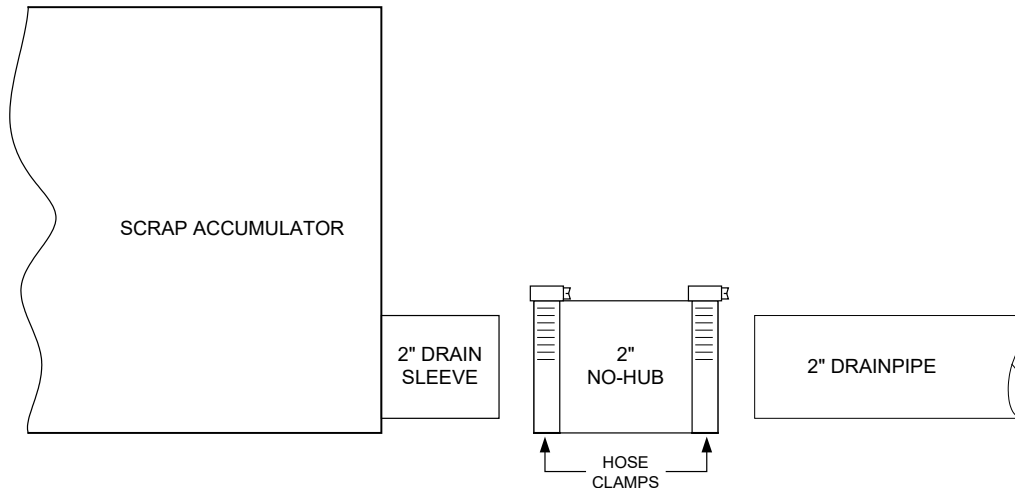 SCRAP ACCUMULATOR
2" DRAIN
SLEEVE
2"
NO-HUB
2" DRAINPIPE
HOSE
CLAMPS